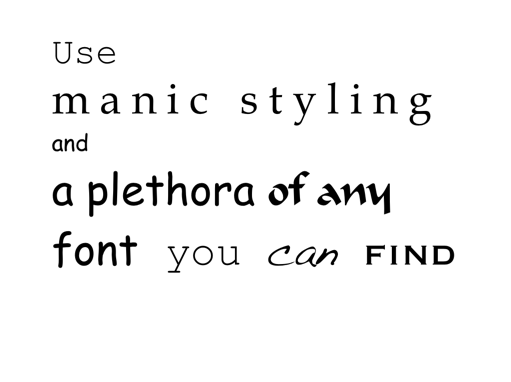 Use
manic styling
and
a plethora of any
font you can FIND